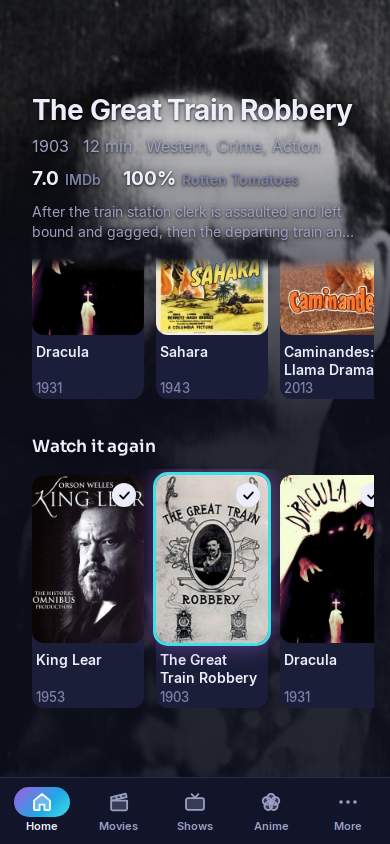 The Great Train Robbery
1903 12 min Western, Crime, Action
7.0 IMDb 100% Rotten Tomatoes
After the train station clerk is assaulted and left
bound and gagged, then the departing train an...
SAHARA
A COLUMBIA PICTURE
Caminande
Dracula
Sahara
Caminandes:
Llama Drama
1931
1943
2013
Watch it again
ORSON WELLES
KING LEAR
THE HISTORIC
OMNIBUS
PRODUCTION
THE GREAT TRAIN
ROBBERY
DRACULA
King Lear
The Great
Train Robbery
Dracula
1953
1903
1931
Home
Movies
Shows
Anime
More